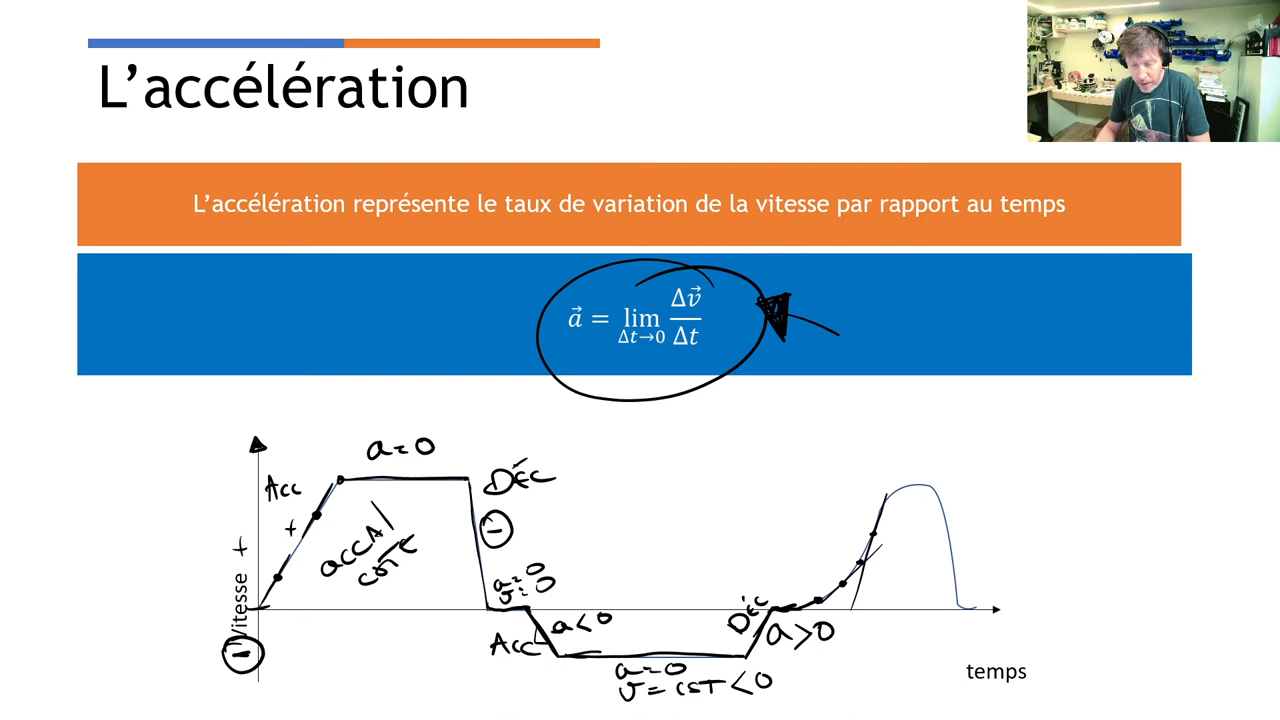 L’accélération
L’accélération représente le taux de variation de la vitesse par rapport au temps
a⃗ = lim Δt→0 Δv⃗/Δt
a=0
Acc
DÉC
+
accÀ
cste
-
a=0
v=0
Vitesse +
-
a<0
Acc
DÉC
a>0
a=0
v=CST<0
temps